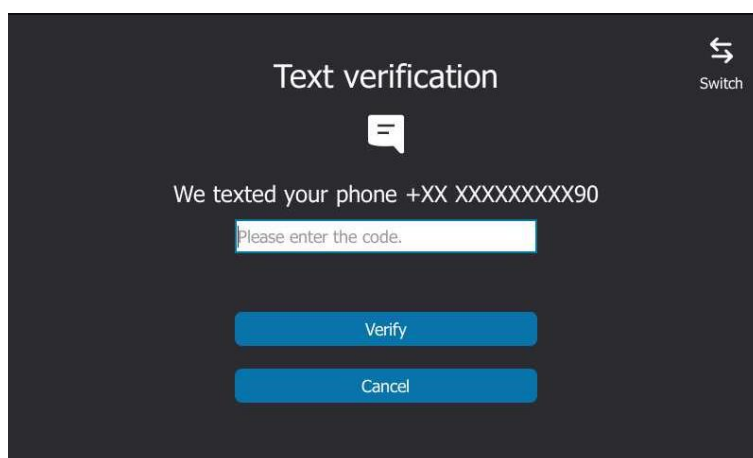 Text verification
Switch
We texted your phone +XX XXXXXXXXX90
Please enter the code.
Verify
Cancel